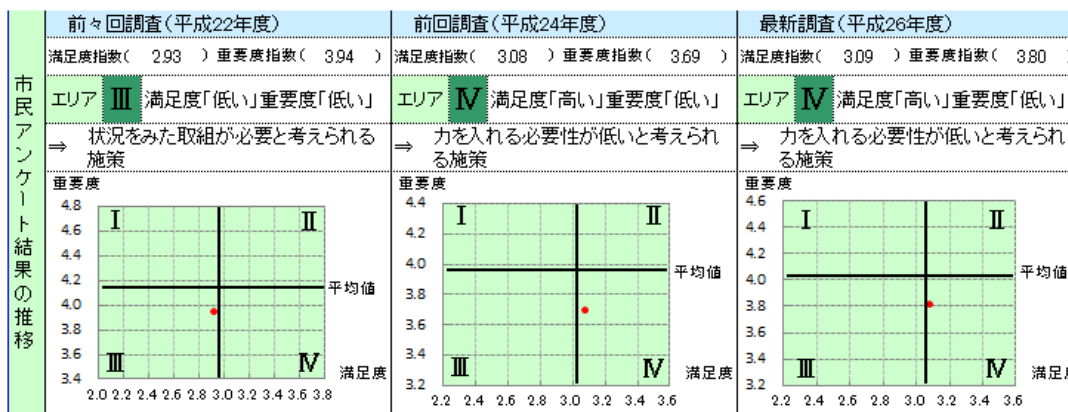 市民アンケート結果の推移
前々回調査(平成22年度)
満足度指数( 2.93 ) 重要度指数( 3.94 )
エリア Ⅲ 満足度「低い」重要度「低い」
⇒ 状況をみた取組が必要と考えられる
施策
重要度
4.8
4.6
4.4
4.2
4.0
3.8
3.6
3.4
Ⅰ Ⅱ
平均値
Ⅲ Ⅳ
満足度
2.0 2.2 2.4 2.6 2.8 3.0 3.2 3.4 3.6 3.8
前回調査(平成24年度)
満足度指数( 3.08 ) 重要度指数( 3.69 )
エリア Ⅳ 満足度「高い」重要度「低い」
⇒ 力を入れる必要性が低いと考えられ
る施策
重要度
4.4
4.2
4.0
3.8
3.6
3.4
3.2
Ⅰ Ⅱ
平均値
Ⅲ Ⅳ
満足度
2.2 2.4 2.6 2.8 3.0 3.2 3.4 3.6
最新調査(平成26年度)
満足度指数( 3.09 ) 重要度指数( 3.80
エリア Ⅳ 満足度「高い」重要度「低い」
⇒ 力を入れる必要性が低いと考えられ
る施策
重要度
4.6
4.4
4.2
4.0
3.8
3.6
3.4
3.2
Ⅰ Ⅱ
平均値
Ⅲ Ⅳ
満足度
2.2 2.4 2.6 2.8 3.0 3.2 3.4 3.6